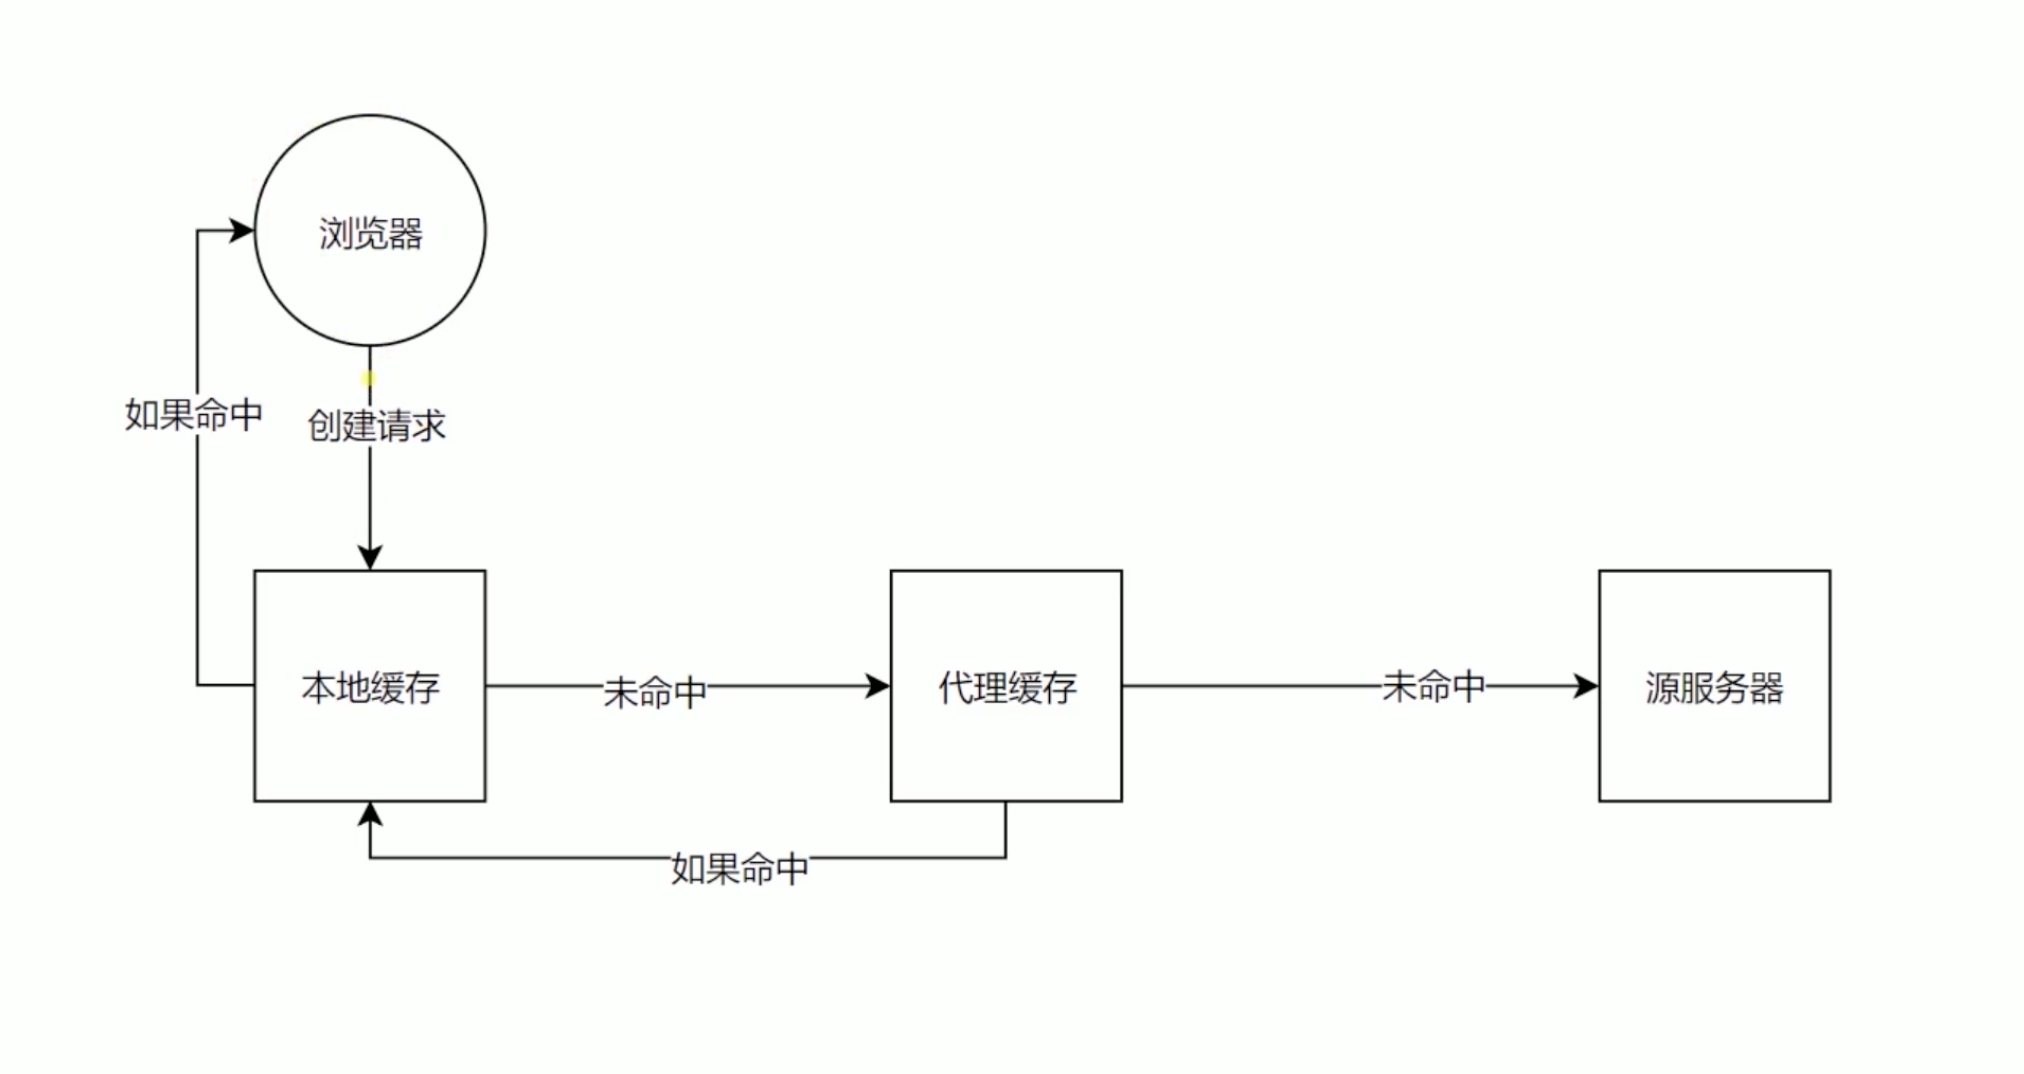 浏览器
如果命中
创建请求
本地缓存
未命中
代理缓存
未命中
源服务器
如果命中